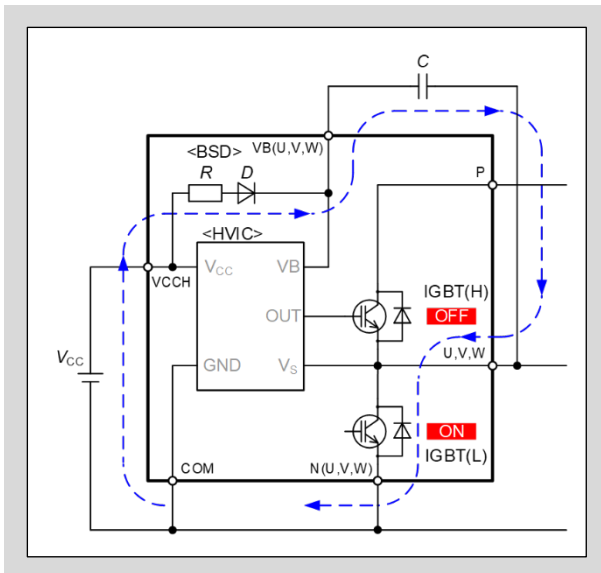 C
<BSD> VB(U,V,W)
R D
P
<HVIC>
VCC VB
VCCH
IGBT(H)
OUT OFF
U,V,W
VCC
GND VS
ON
COM N(U,V,W) IGBT(L)